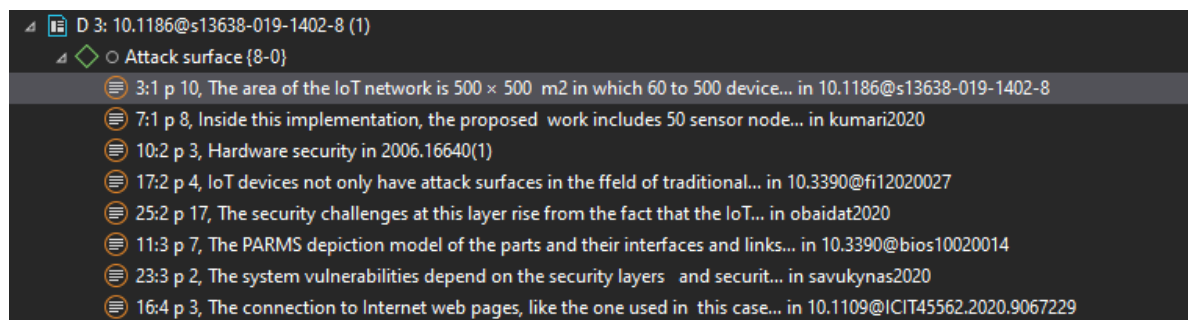 D 3: 10.1186@s13638-019-1402-8 (1)
Attack surface {8-0}
3:1 p 10, The area of the IoT network is 500 × 500 m2 in which 60 to 500 device... in 10.1186@s13638-019-1402-8
7:1 p 8, Inside this implementation, the proposed work includes 50 sensor node... in kumari2020
10:2 p 3, Hardware security in 2006.16640(1)
17:2 p 4, IoT devices not only have attack surfaces in the ffeld of traditional... in 10.3390@fi12020027
25:2 p 17, The security challenges at this layer rise from the fact that the IoT... in obaidat2020
11:3 p 7, The PARMS depiction model of the parts and their interfaces and links... in 10.3390@bios10020014
23:3 p 2, The system vulnerabilities depend on the security layers and securit... in savukynas2020
16:4 p 3, The connection to Internet web pages, like the one used in this case... in 10.1109@ICIT45562.2020.9067229